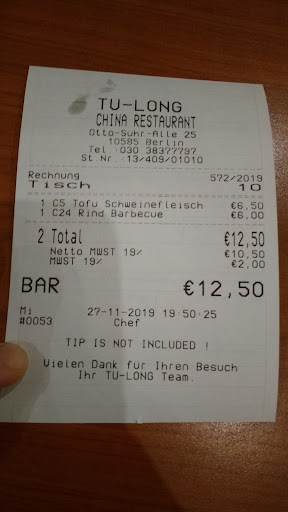 TU-LONG
CHINA RESTAURANT
Otto-Suhr-Alle 25
10585 Berlin
Tel :030 38377797
St.Nr.:13/409/01010
Rechnung 572/2019
Tisch 10
1 C5 Tofu Schweinefleisch €6,50
1 C24 Rind Barbecue €6,00
2 Total €12,50
Netto MWST 19% €10,50
MWST 19% €2,00
BAR €12,50
Mi 27-11-2019 19:50:25
#0053 Chef
TIP IS NOT INCLUDED !
Vielen Dank für Ihren Besuch
Ihr TU-LONG Team.